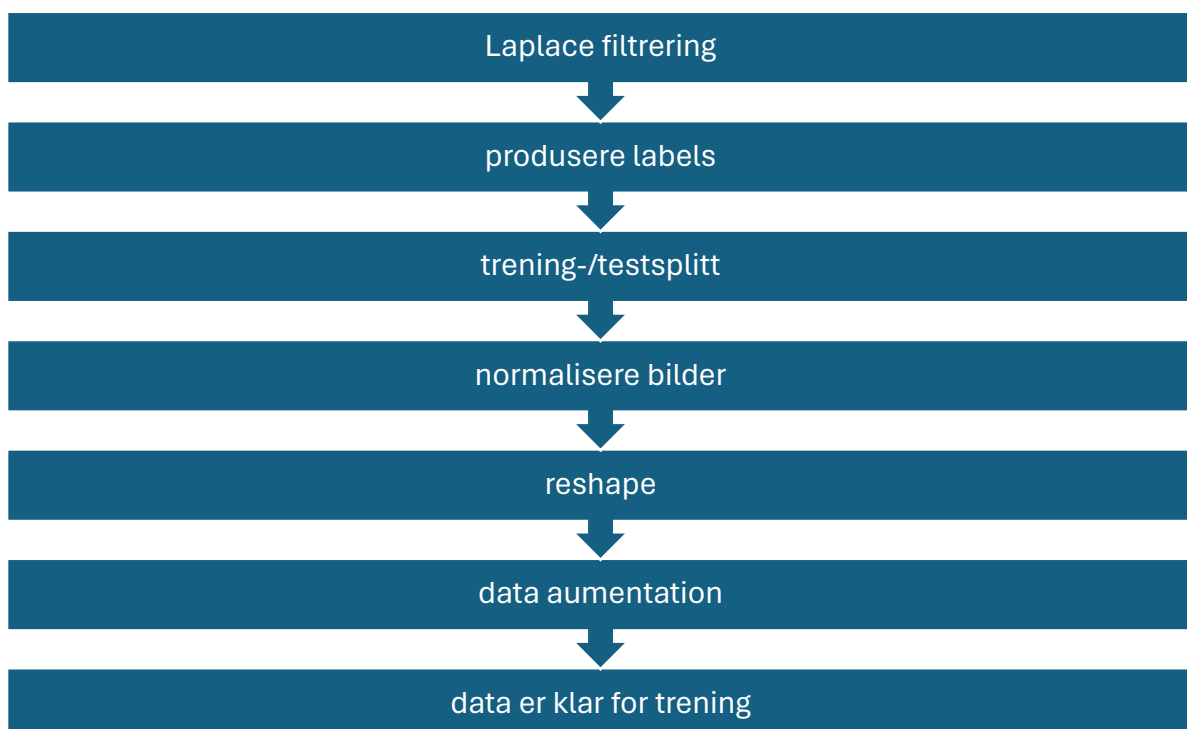 Laplace filtrering
produsere labels
trening-/testsplitt
normalisere bilder
reshape
data aumentation
data er klar for trening